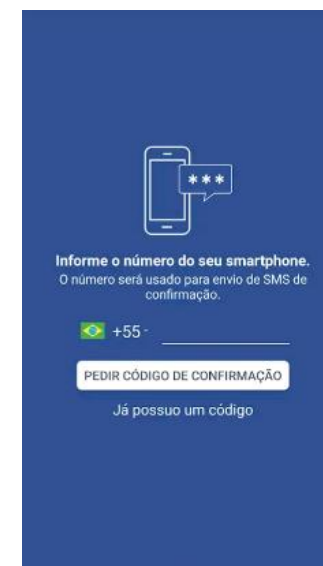 ***
Informe o número do seu smartphone.
O número será usado para envio de SMS de
confirmação.
+55 -
PEDIR CÓDIGO DE CONFIRMAÇÃO
Já possuo um código